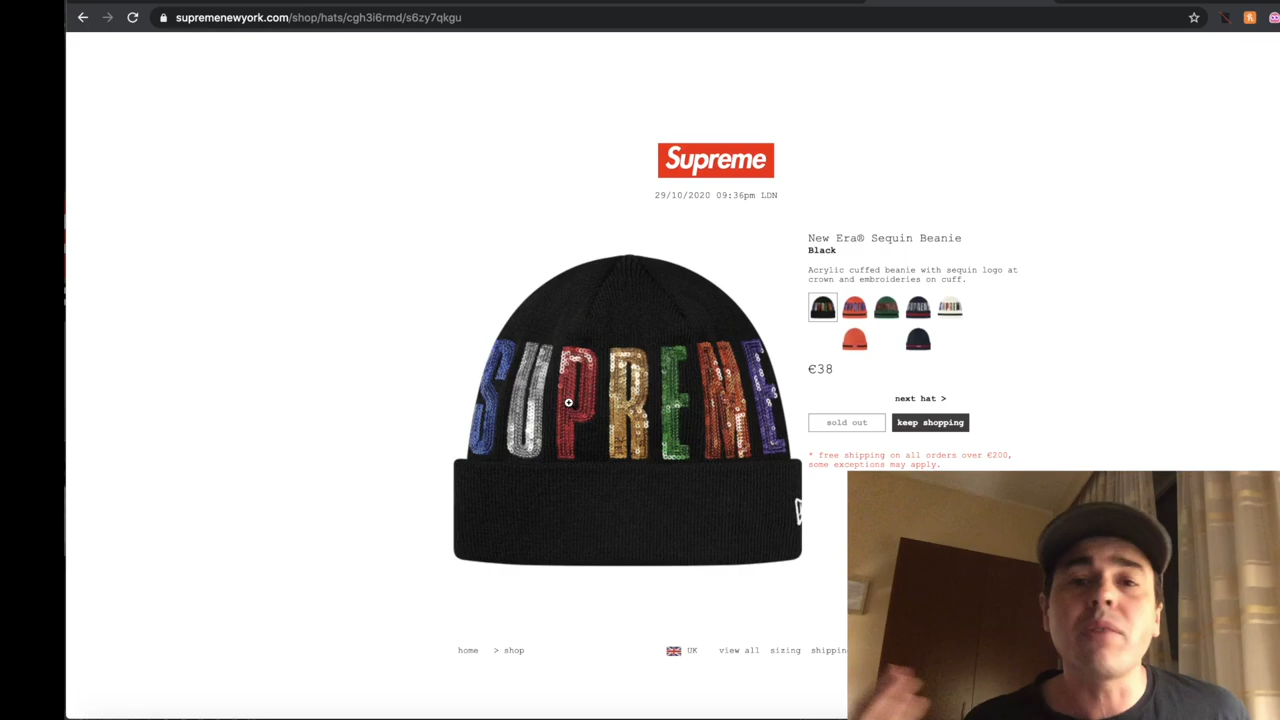 supremenewyork.com/shop/hats/cgh3i6rmd/s6zy7qkgu
Supreme
29/10/2020 09:36pm LDN
New Era® Sequin Beanie
Black
Acrylic cuffed beanie with sequin logo at
crown and embroideries on cuff.
SUPREME
€38
next hat >
sold out
keep shopping
* free shipping on all orders over €200,
some exceptions may apply.
home > shop
UK view all sizing shipping